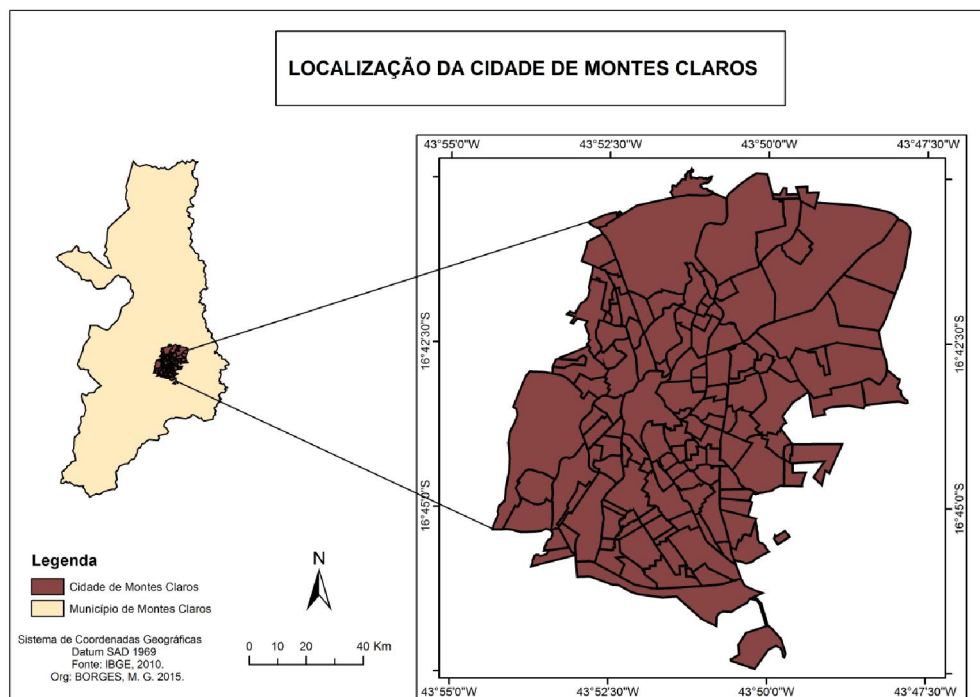 LOCALIZAÇÃO DA CIDADE DE MONTES CLAROS
43°55'0"W 43°52'30"W 43°50'0"W 43°47'30"W
16°42'30"S 16°42'30"S
16°45'0"S 16°45'0"S
43°55'0"W 43°52'30"W 43°50'0"W 43°47'30"W
Legenda
Cidade de Montes Claros
Município de Montes Claros
Sistema de Coordenadas Geográficas
Datum SAD 1969
Fonte: IBGE, 2010.
Org: BORGES, M. G. 2015.
N
0 10 20 40 Km